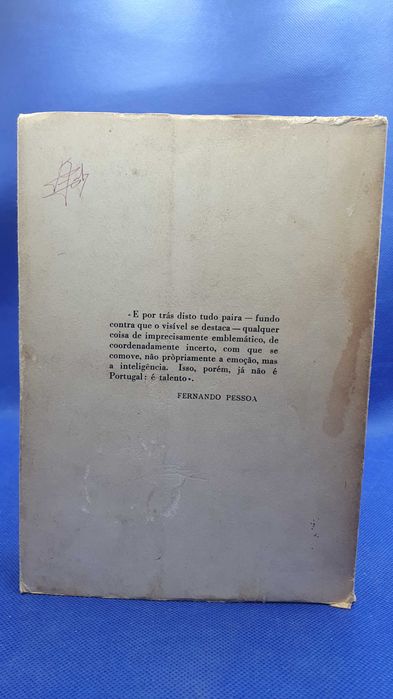 «E por trás disto tudo paira — fundo
contra que o visível se destaca — qualquer
coisa de imprecisamente emblemático, de
coordenadamente incerto, com que se
comove, não pròpriamente a emoção, mas
a inteligência. Isso, porém, já não é
Portugal: é talento».
FERNANDO PESSOA